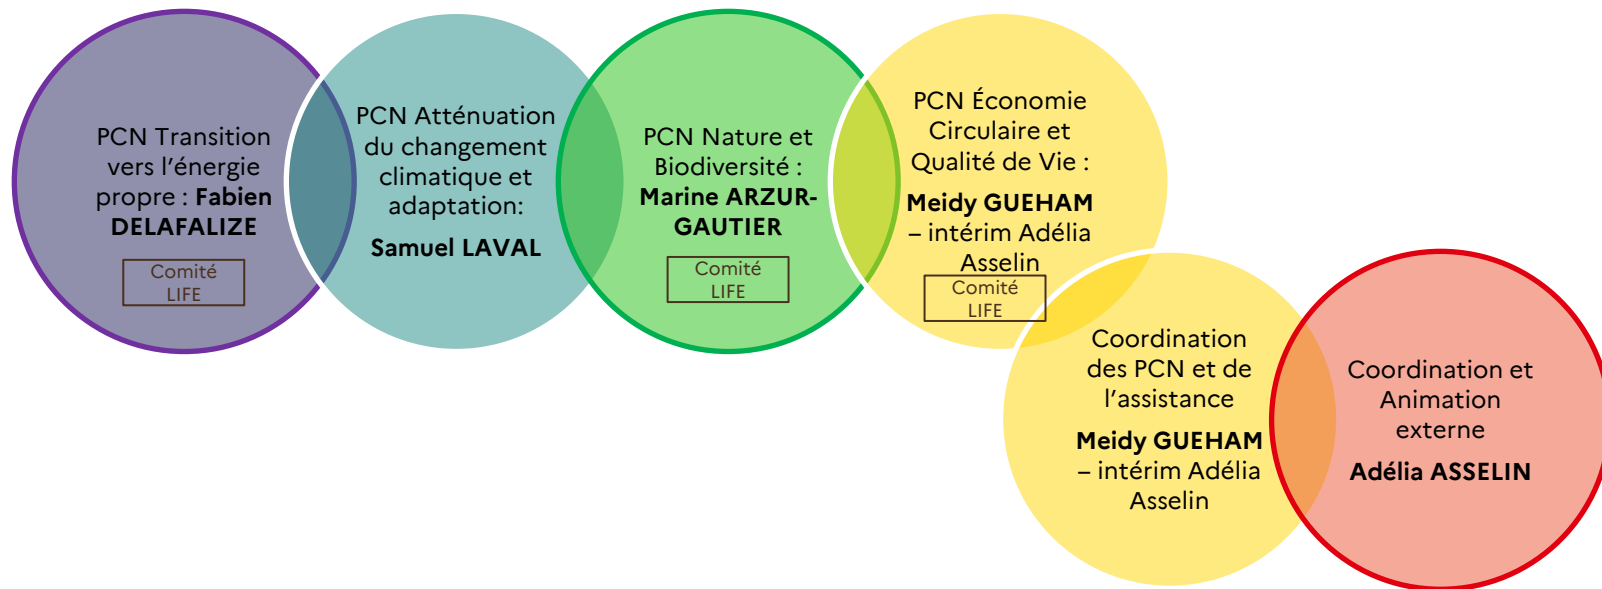 PCN Transition
vers l’énergie
propre : Fabien
DELAFALIZE
Comité
LIFE
PCN Atténuation
du changement
climatique et
adaptation:
Samuel LAVAL
PCN Nature et
Biodiversité :
Marine ARZUR-
GAUTIER
Comité
LIFE
PCN Économie
Circulaire et
Qualité de Vie :
Meidy GUEHAM
– intérim Adélia
Asselin
Comité
LIFE
Coordination
des PCN et de
l’assistance
Meidy GUEHAM
– intérim Adélia
Asselin
Coordination et
Animation
externe
Adélia ASSELIN